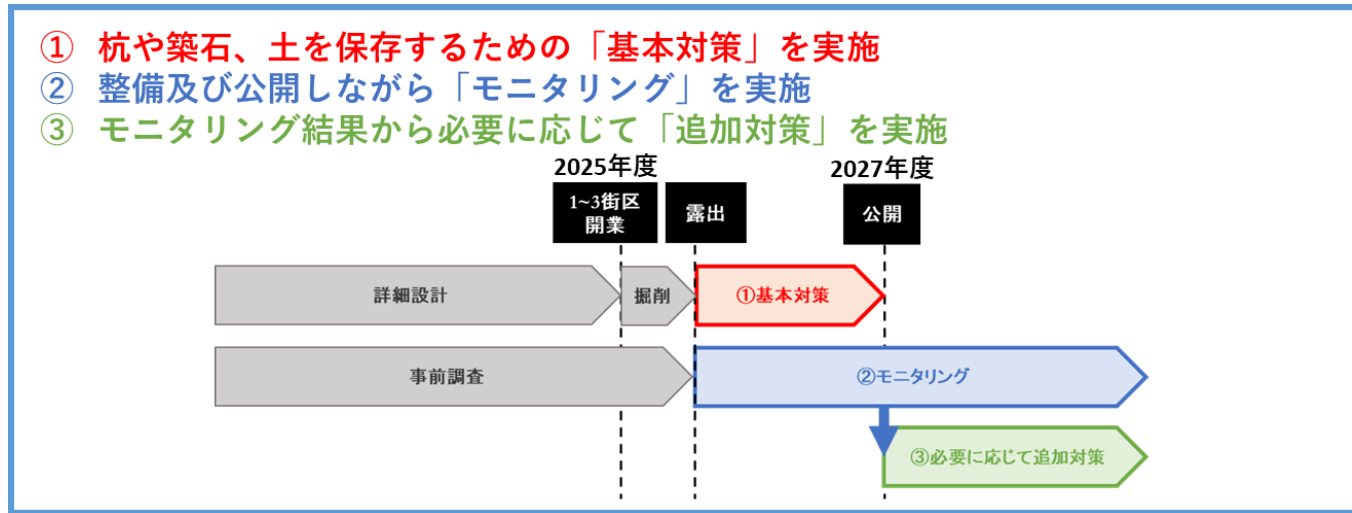 ① 杭や築石、土を保存するための「基本対策」を実施
② 整備及び公開しながら「モニタリング」を実施
③ モニタリング結果から必要に応じて「追加対策」を実施
2025年度
2027年度
1~3街区
開業
露出
公開
詳細設計
掘削
①基本対策
事前調査
②モニタリング
③必要に応じて追加対策